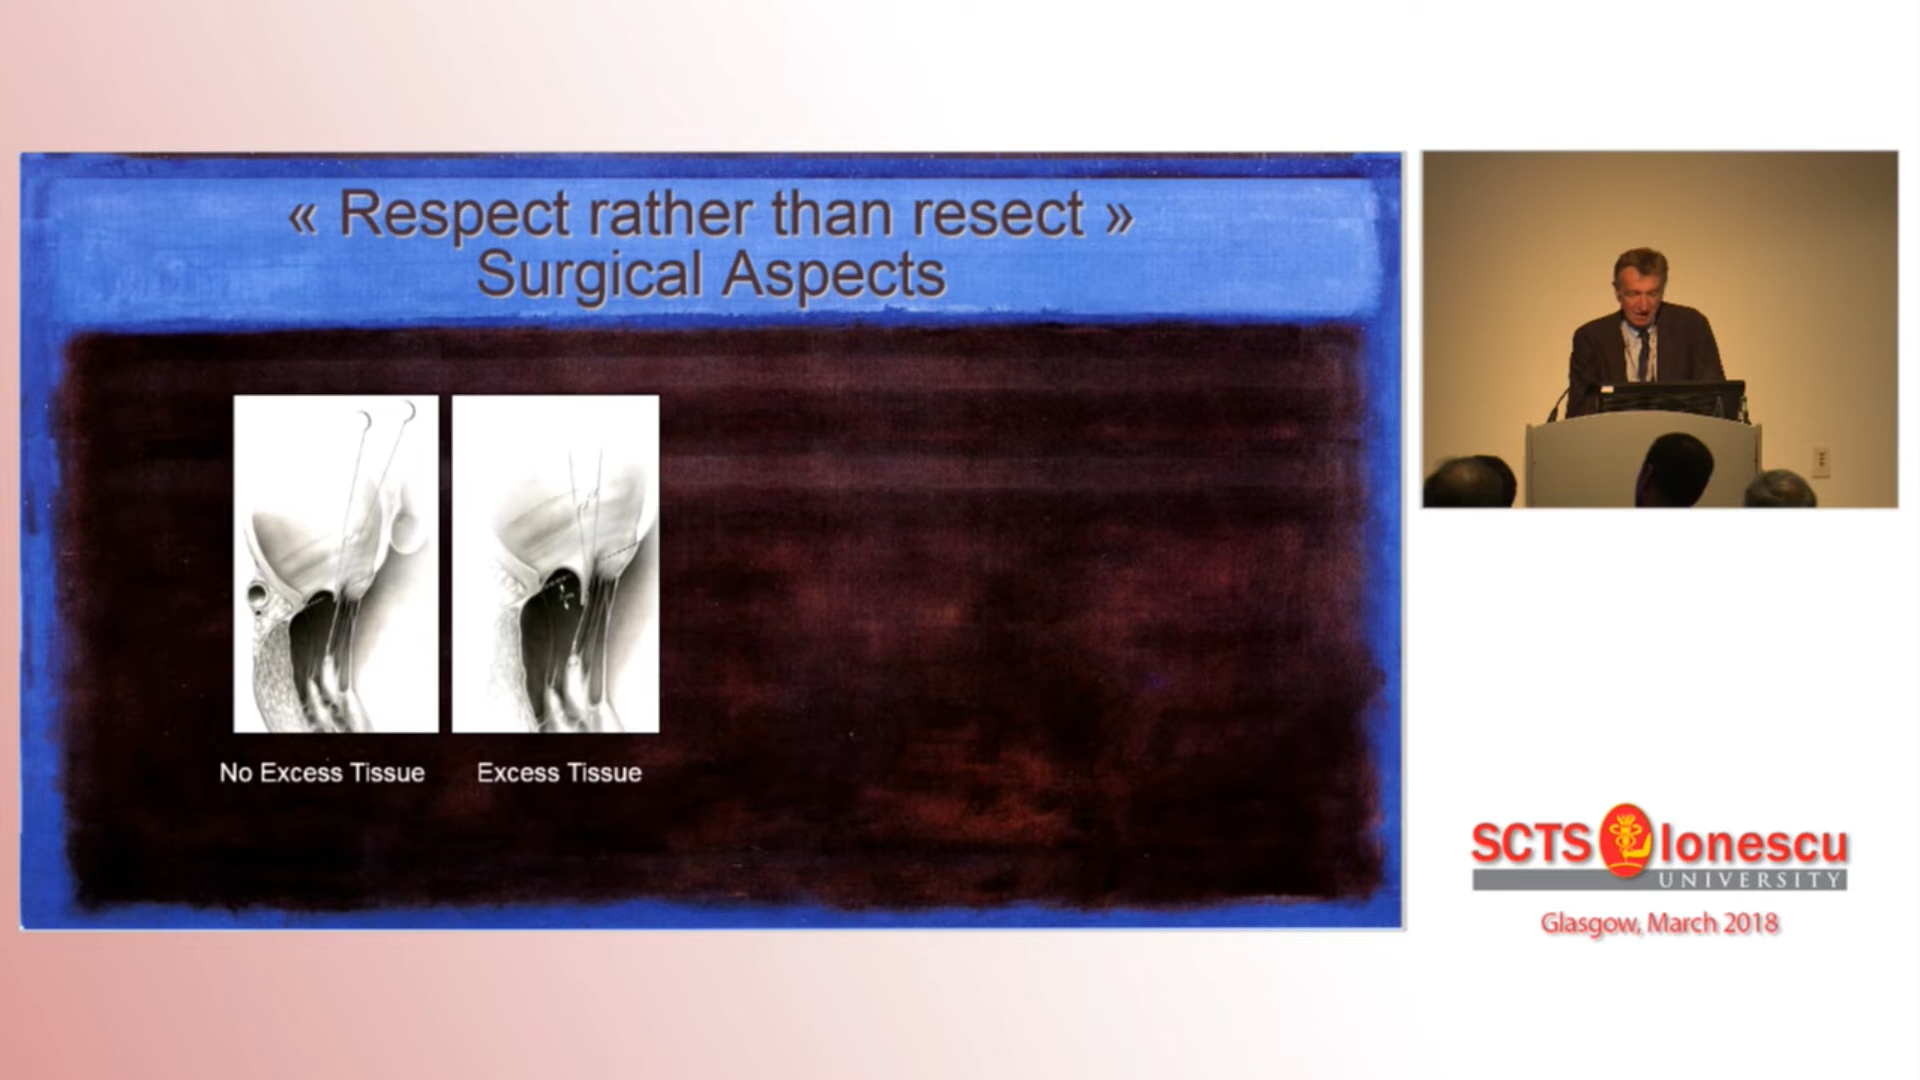 « Respect rather than resect »
Surgical Aspects
No Excess Tissue
Excess Tissue
SCTS Ionescu
UNIVERSITY
Glasgow, March 2018